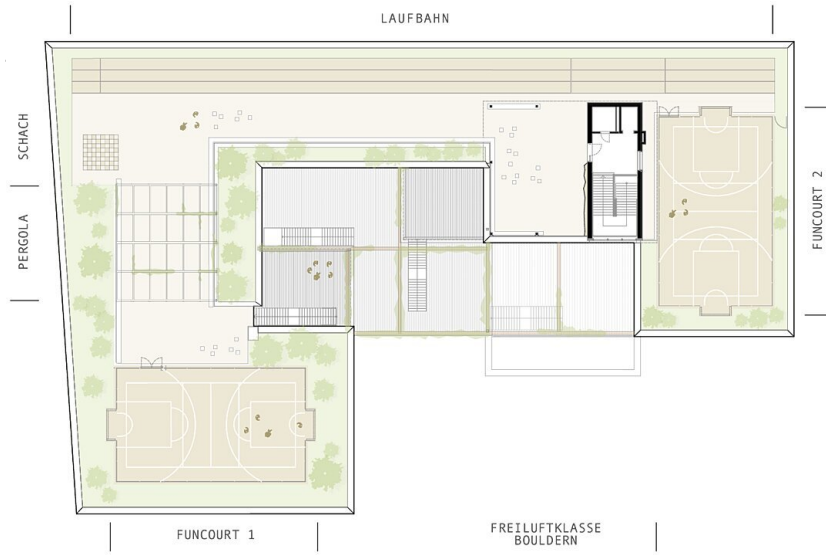 LAUFBAHN
SCHACH
PERGOLA
FUNCOURT 2
FUNCOURT 1
FREILUFTKLASSE
BOULDERN